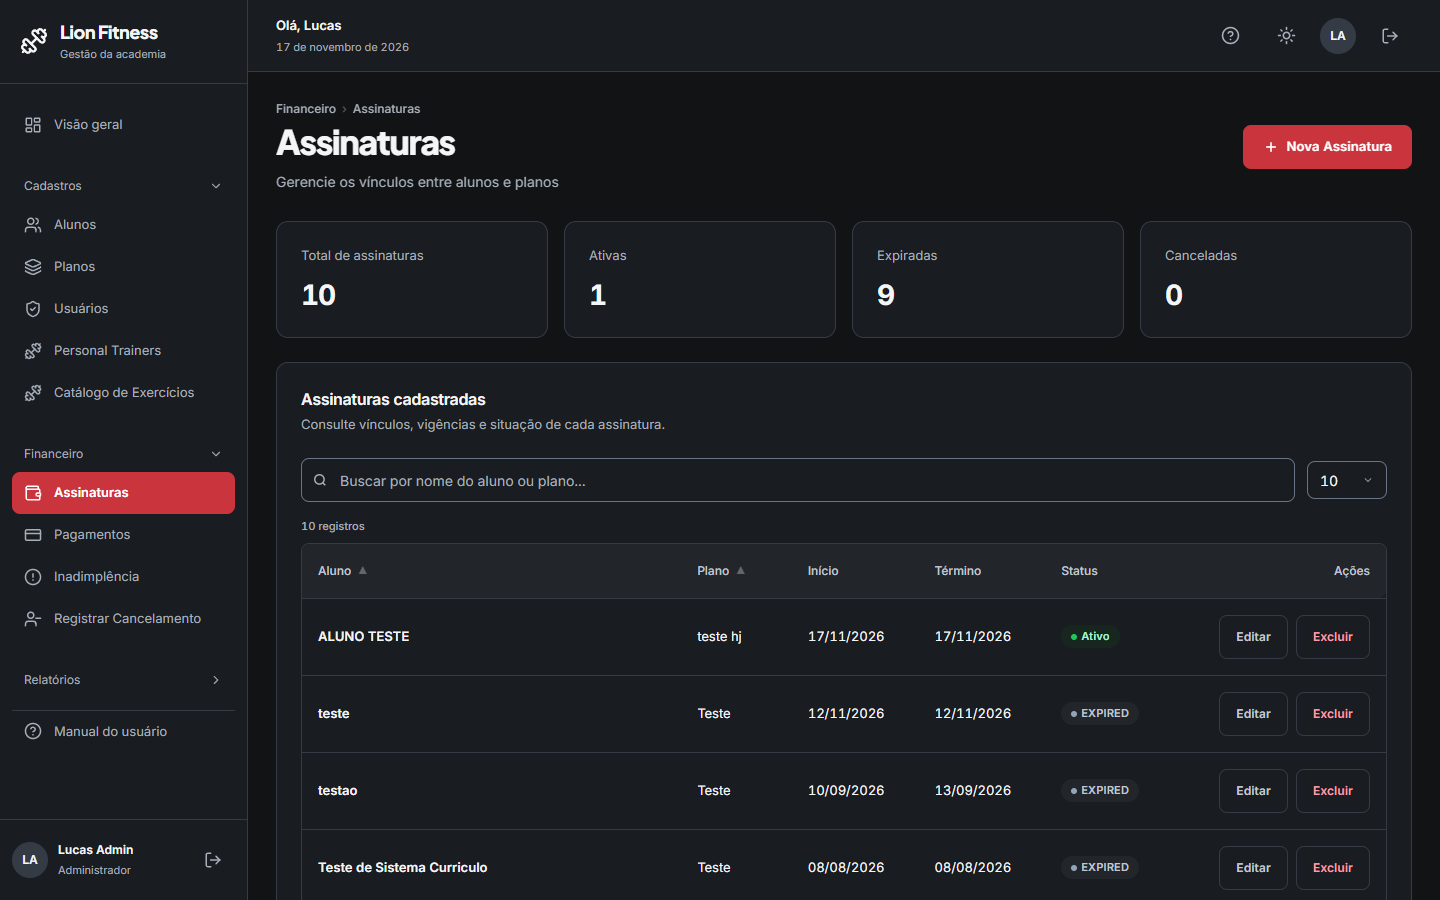 Lion Fitness
Gestão da academia
Visão geral
Cadastros
Alunos
Planos
Usuários
Personal Trainers
Catálogo de Exercícios
Financeiro
Assinaturas
Pagamentos
Inadimplência
Registrar Cancelamento
Relatórios
Manual do usuário
LA
Lucas Admin
Administrador
Olá, Lucas
17 de novembro de 2026
LA
Financeiro › Assinaturas
Assinaturas
Gerencie os vínculos entre alunos e planos
+ Nova Assinatura
Total de assinaturas
10
Ativas
1
Expiradas
9
Canceladas
0
Assinaturas cadastradas
Consulte vínculos, vigências e situação de cada assinatura.
Buscar por nome do aluno ou plano...
10
10 registros
Aluno ▲ Plano ▲ Início Término Status Ações
ALUNO TESTE teste hj 17/11/2026 17/11/2026 Ativo Editar Excluir
teste Teste 12/11/2026 12/11/2026 EXPIRED Editar Excluir
testao Teste 10/09/2026 13/09/2026 EXPIRED Editar Excluir
Teste de Sistema Curriculo Teste 08/08/2026 08/08/2026 EXPIRED Editar Excluir